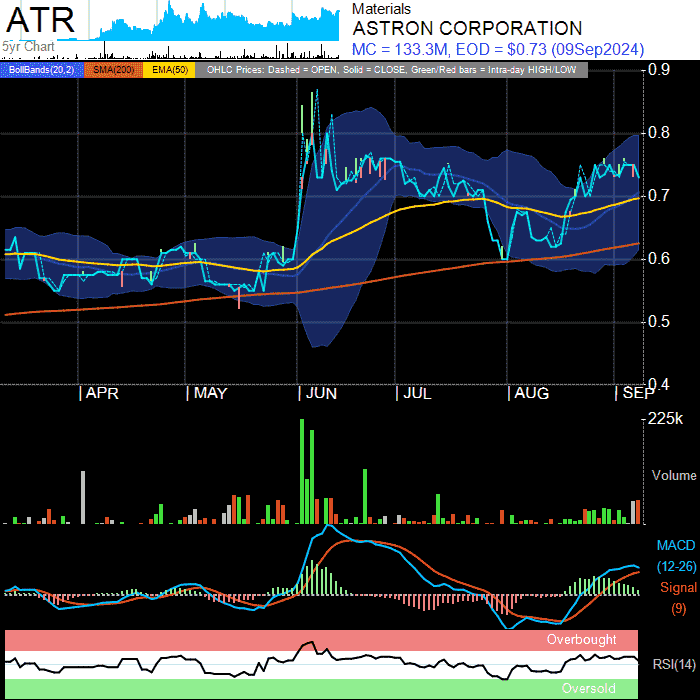 ATR
5yr Chart
Materials
ASTRON CORPORATION
MC = 133.3M, EOD = $0.73 (09Sep2024)
BollBands(20,2) SMA(200) EMA(50) OHLC Prices: Dashed = OPEN, Solid = CLOSE, Green/Red bars = Intra-day HIGH/LOW
0.9
0.8
0.7
0.6
0.5
0.4
APR MAY JUN JUL AUG SEP
225k
Volume
MACD
(12-26)
Signal
(9)
Overbought
RSI(14)
Oversold